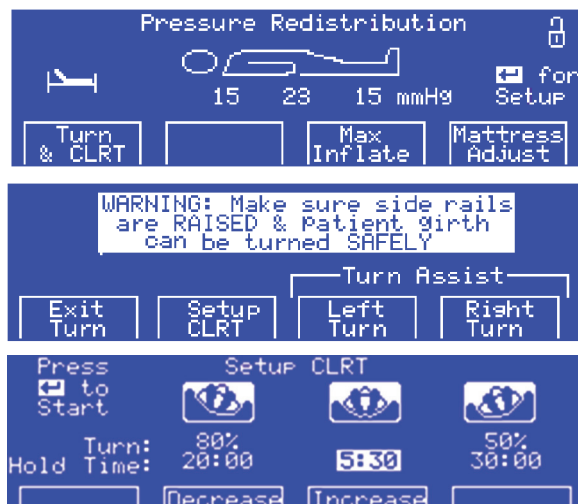 Pressure Redistribution
for
15 23 15 mmHg Setup
Turn & CLRT
Max Inflate
Mattress Adjust
WARNING: Make sure side rails
are RAISED & Patient girth
can be turned SAFELY
Turn Assist
Exit Turn
Setup CLRT
Left Turn
Right Turn
Press
to
Start
Setup CLRT
Turn: 80% 50%
Hold Time: 20:00 5:30 30:00
Decrease Increase